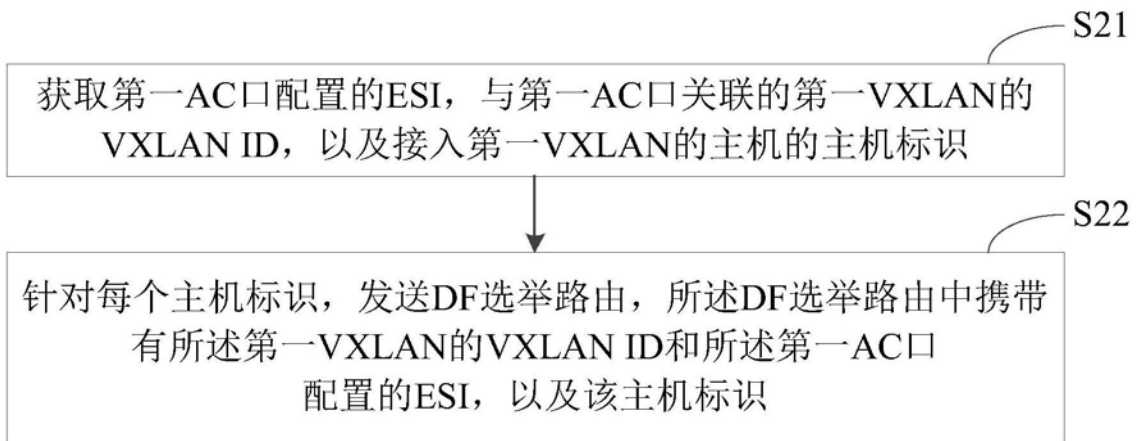 S21
获取第一AC口配置的ESI，与第一AC口关联的第一VXLAN的
VXLAN ID，以及接入第一VXLAN的主机的主机标识
S22
针对每个主机标识，发送DF选举路由，所述DF选举路由中携带
有所述第一VXLAN的VXLAN ID和所述第一AC口
配置的ESI，以及该主机标识